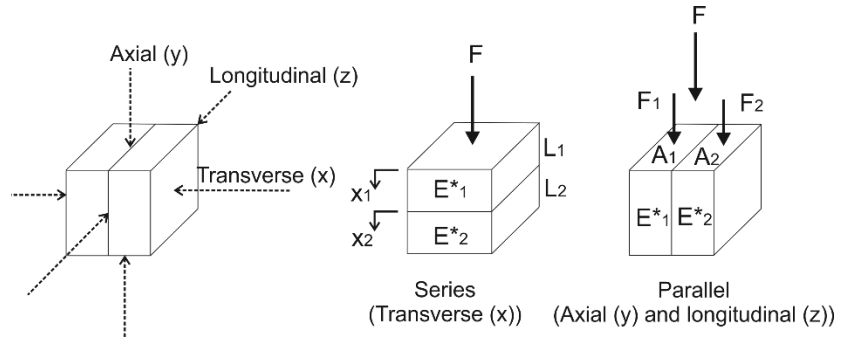 Axial (y)
Longitudinal (z)
Transverse (x)
F
L1
L2
x1
x2
E*1
E*2
Series
(Transverse (x))
F
F1
F2
A1
A2
E*1
E*2
Parallel
(Axial (y) and longitudinal (z))